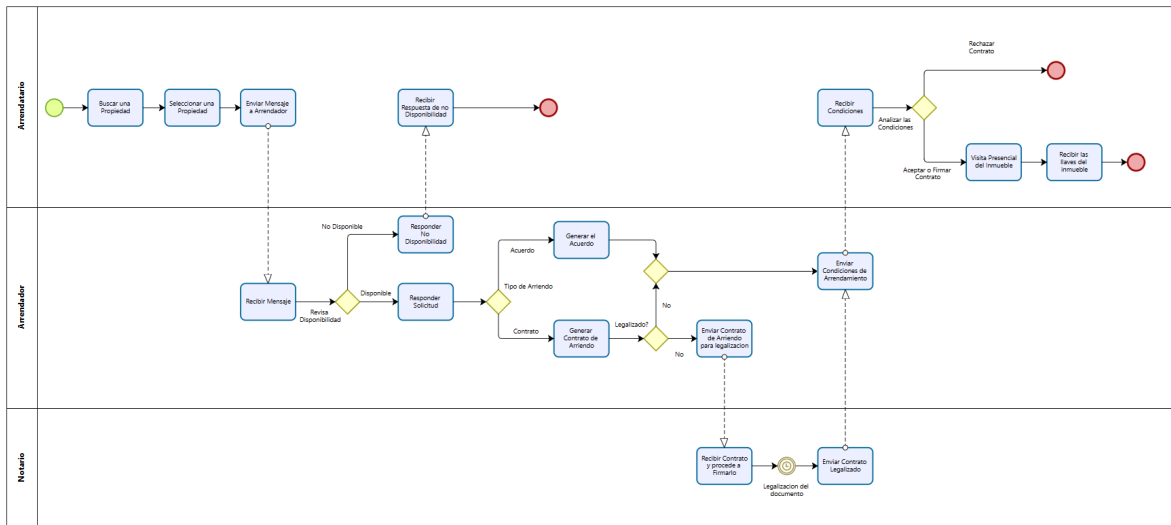 Arrendatario
Buscar una
Propiedad
Seleccionar una
Propiedad
Enviar Mensaje
a Arrendador
Recibir
Respuesta de no
Disponibilidad
Recibir
Condiciones
Analizar las
Condiciones
Rechazar
Contrato
Aceptar o Firmar
Contrato
Visita Presencial
del Inmueble
Recibir las
llaves del
Inmueble
Arrendador
Recibir Mensaje
Revisa
Disponibilidad
No Disponible
Responder
No
Disponibilidad
Disponible
Responder
Solicitud
Tipo de Arriendo
Acuerdo
Generar el
Acuerdo
Contrato
Generar
Contrato de
Arriendo
Legalizado?
No
No
Enviar Contrato
de Arriendo
para legalizacion
Enviar
Condiciones de
Arrendamiento
Notario
Recibir Contrato
y procede a
Firmarlo
Legalizacion del
documento
Enviar Contrato
Legalizado